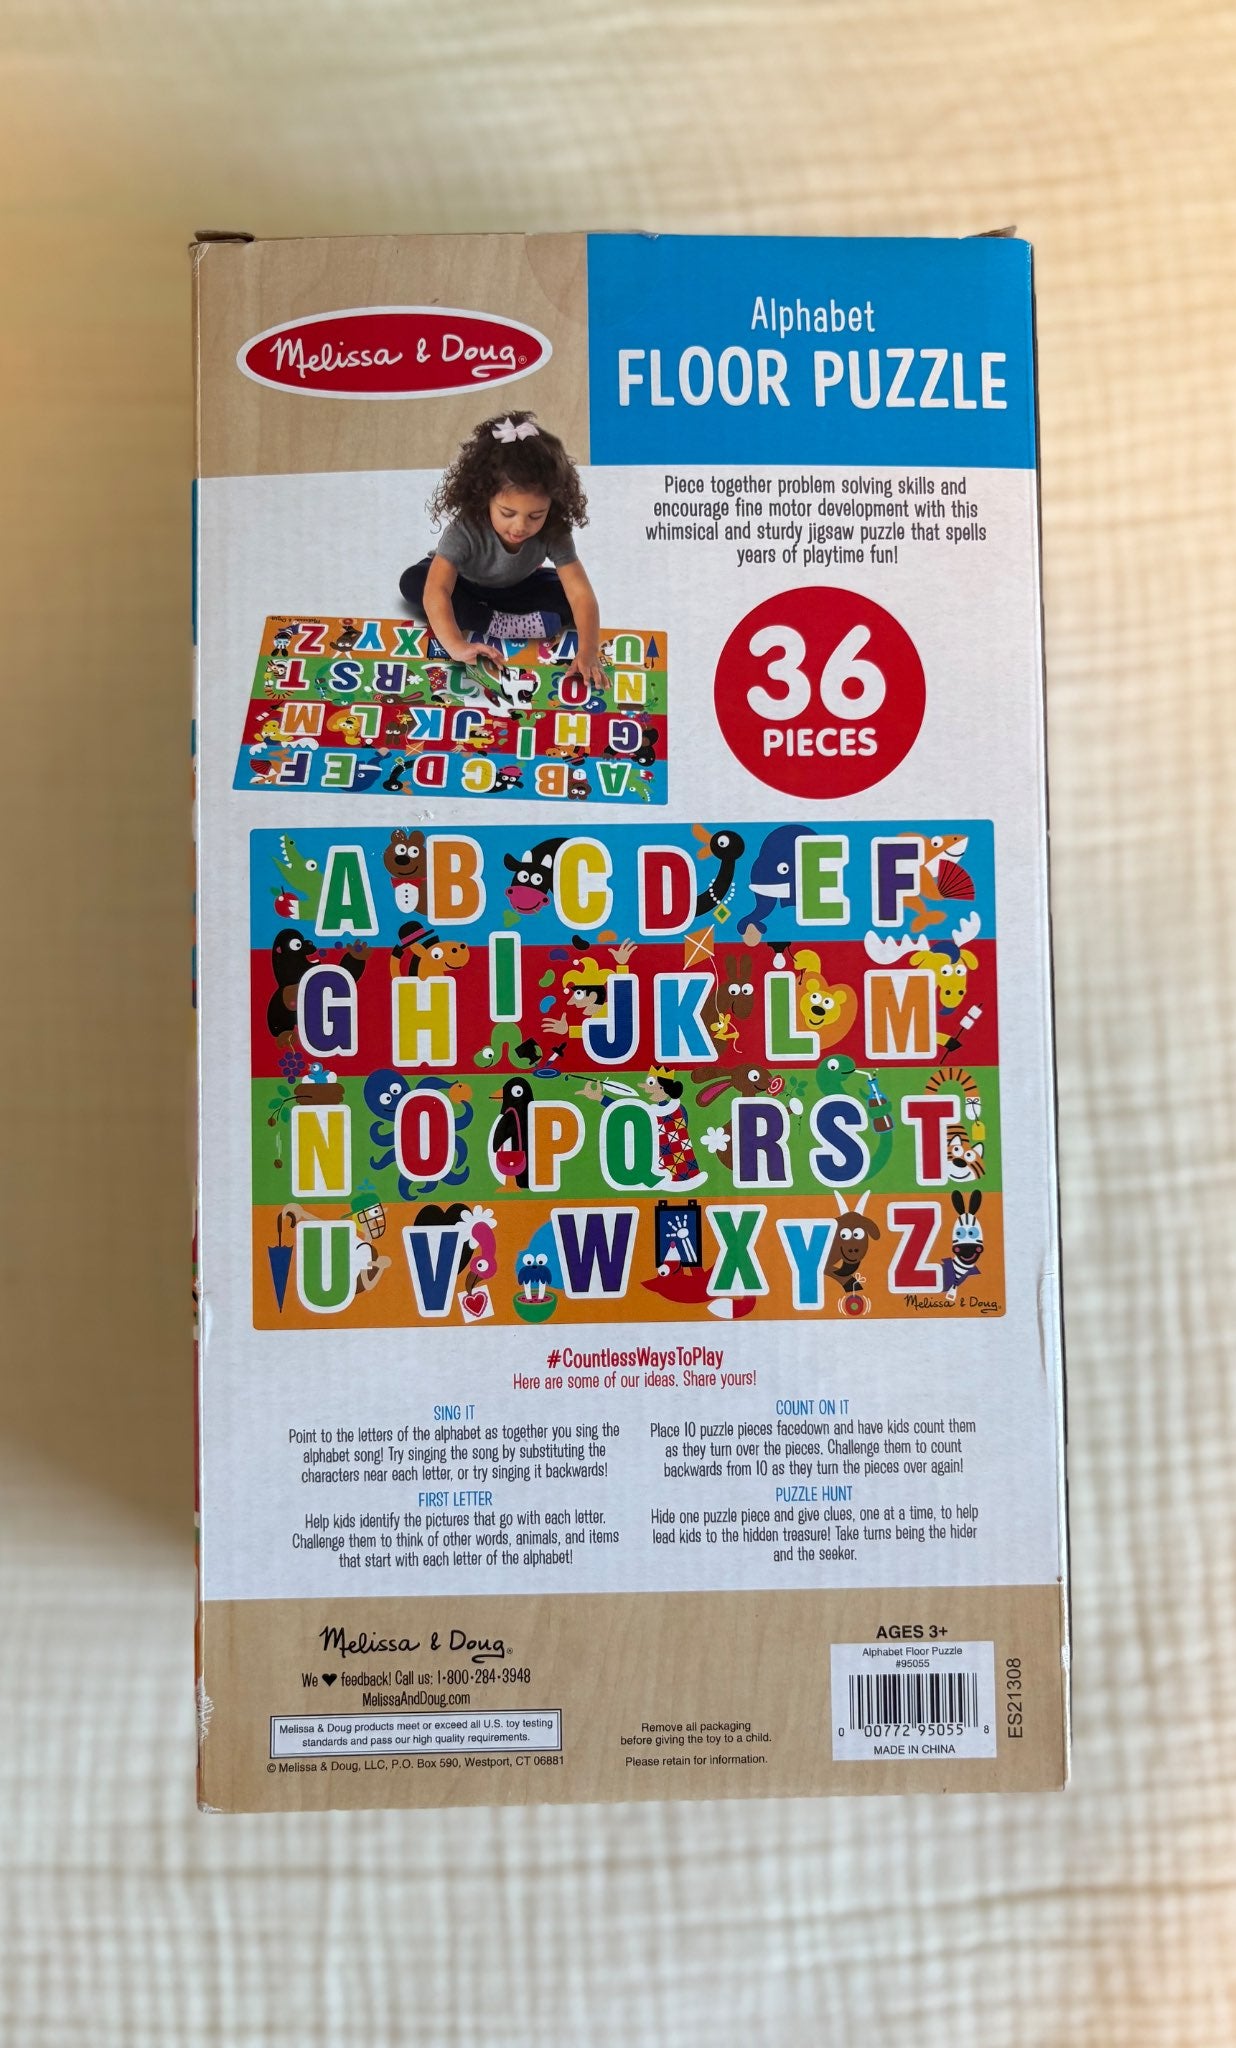 Melissa & Doug®
Alphabet
FLOOR PUZZLE
Piece together problem solving skills and
encourage fine motor development with this
whimsical and sturdy jigsaw puzzle that spells
years of playtime fun!
36
PIECES
Z Y X W V U
T S R Q P O N
M L K J I H G
F E D C B A
A B C D E F
G H I J K L M
N O P Q R S T
U V W X Y Z
Melissa & Doug®
#CountlessWaysToPlay
Here are some of our ideas. Share yours!
SING IT
Point to the letters of the alphabet as together you sing the
alphabet song! Try singing the song by substituting the
characters near each letter, or try singing it backwards!
FIRST LETTER
Help kids identify the pictures that go with each letter.
Challenge them to think of other words, animals, and items
that start with each letter of the alphabet!
COUNT ON IT
Place 10 puzzle pieces facedown and have kids count them
as they turn over the pieces. Challenge them to count
backwards from 10 as they turn the pieces over again!
PUZZLE HUNT
Hide one puzzle piece and give clues, one at a time, to help
lead kids to the hidden treasure! Take turns being the hider
and the seeker.
Melissa & Doug®
We ♥ feedback! Call us: 1•800•284•3948
MelissaAndDoug.com
Melissa & Doug products meet or exceed all U.S. toy testing
standards and pass our high quality requirements.
© Melissa & Doug, LLC, P.O. Box 590, Westport, CT 06881
Remove all packaging
before giving the toy to a child.
Please retain for information.
AGES 3+
Alphabet Floor Puzzle
#95055
0 00772 95055 8
MADE IN CHINA
ES21308